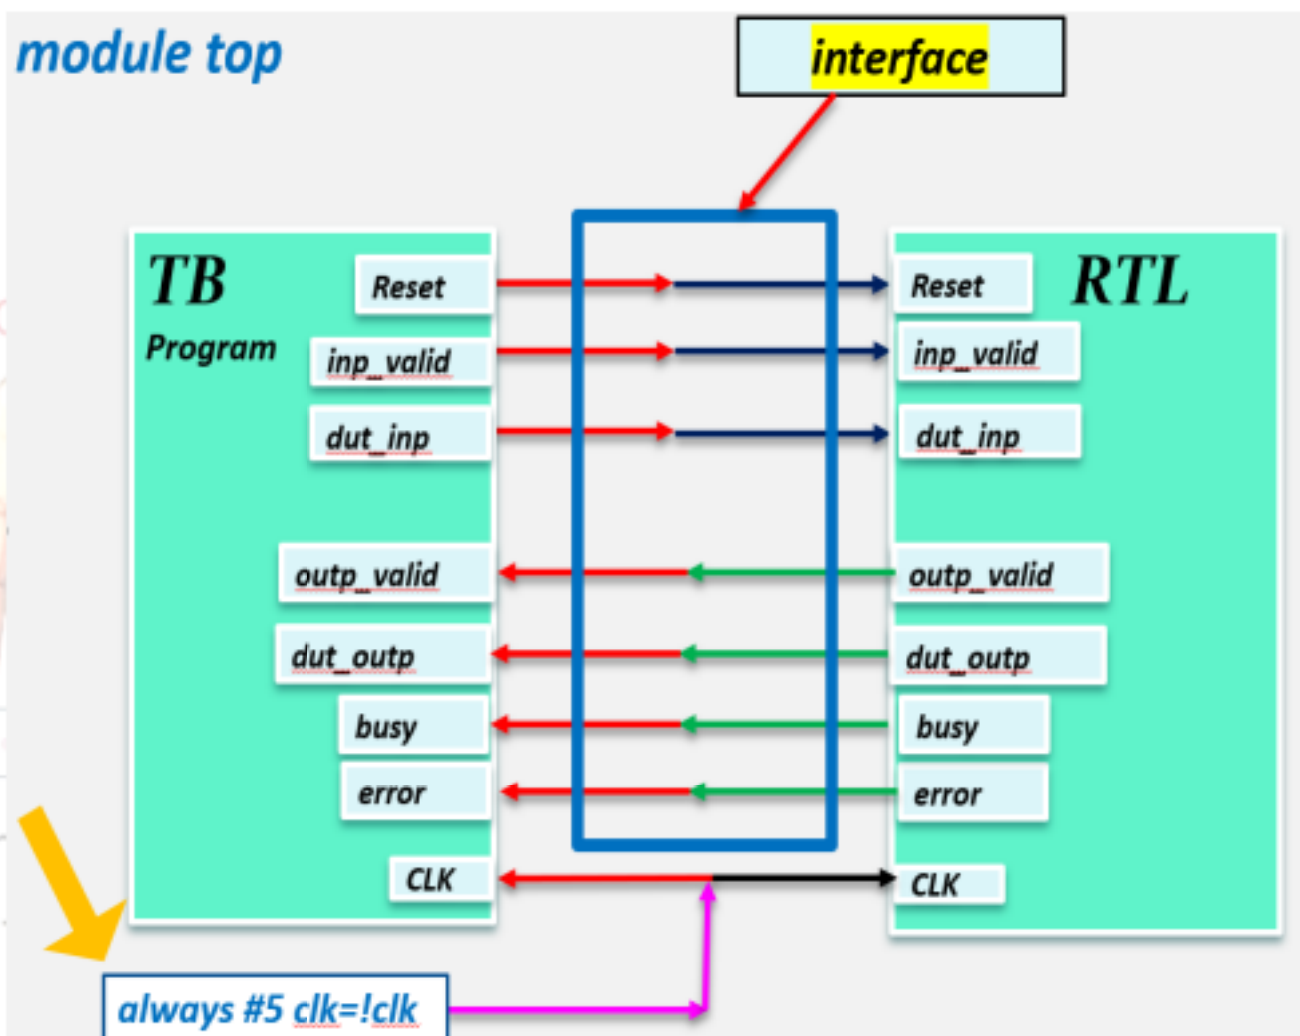 module top
interface
TB
Program
Reset
inp_valid
dut_inp
outp_valid
dut_outp
busy
error
CLK
RTL
Reset
inp_valid
dut_inp
outp_valid
dut_outp
busy
error
CLK
always #5 clk=!clk